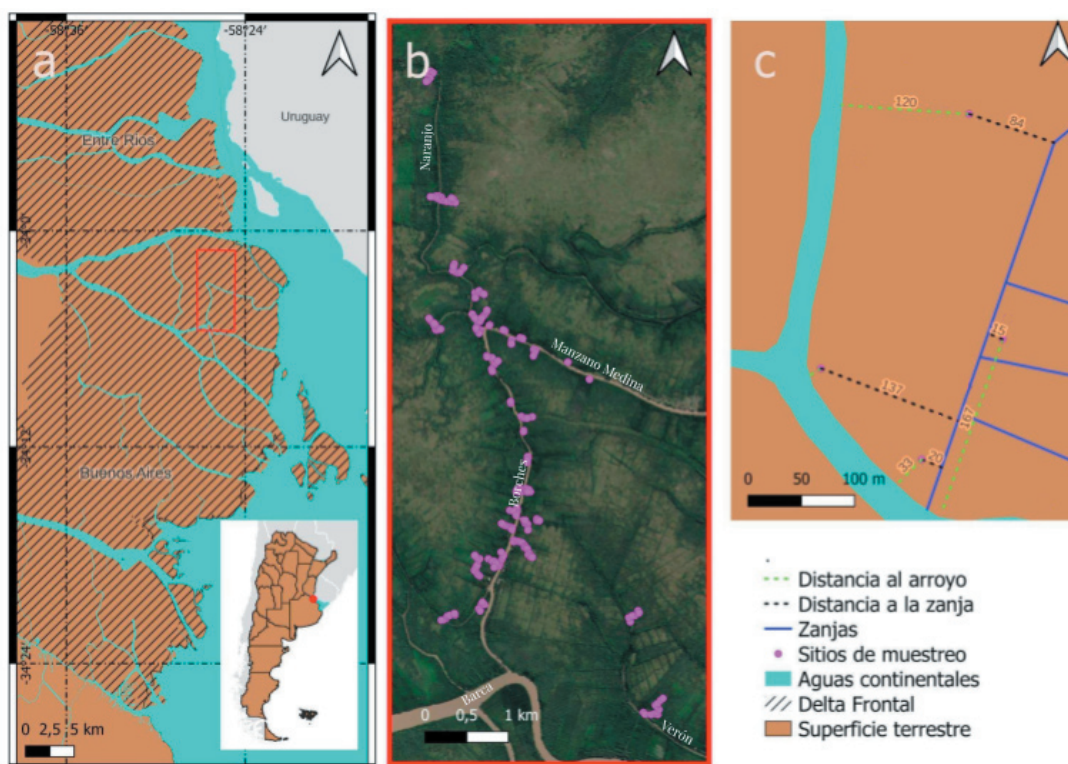 -58°36'
-58°24'
a
Uruguay
Entre Ríos
-34°0'
-34°12'
Buenos Aires
-34°24'
0 2,5 5 km
b
Naranjo
Manzano Medina
Borches
Barca
0 0,5 1 km
Verón
c
120
84
15
137
167
33
20
0 50 100 m
Distancia al arroyo
Distancia a la zanja
Zanjas
Sitios de muestreo
Aguas continentales
Delta Frontal
Superficie terrestre